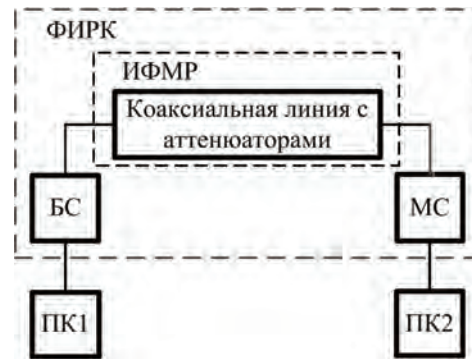 ФИРК
ИФМР
Коаксиальная линия с
аттенюаторами
БС
МС
ПК1
ПК2